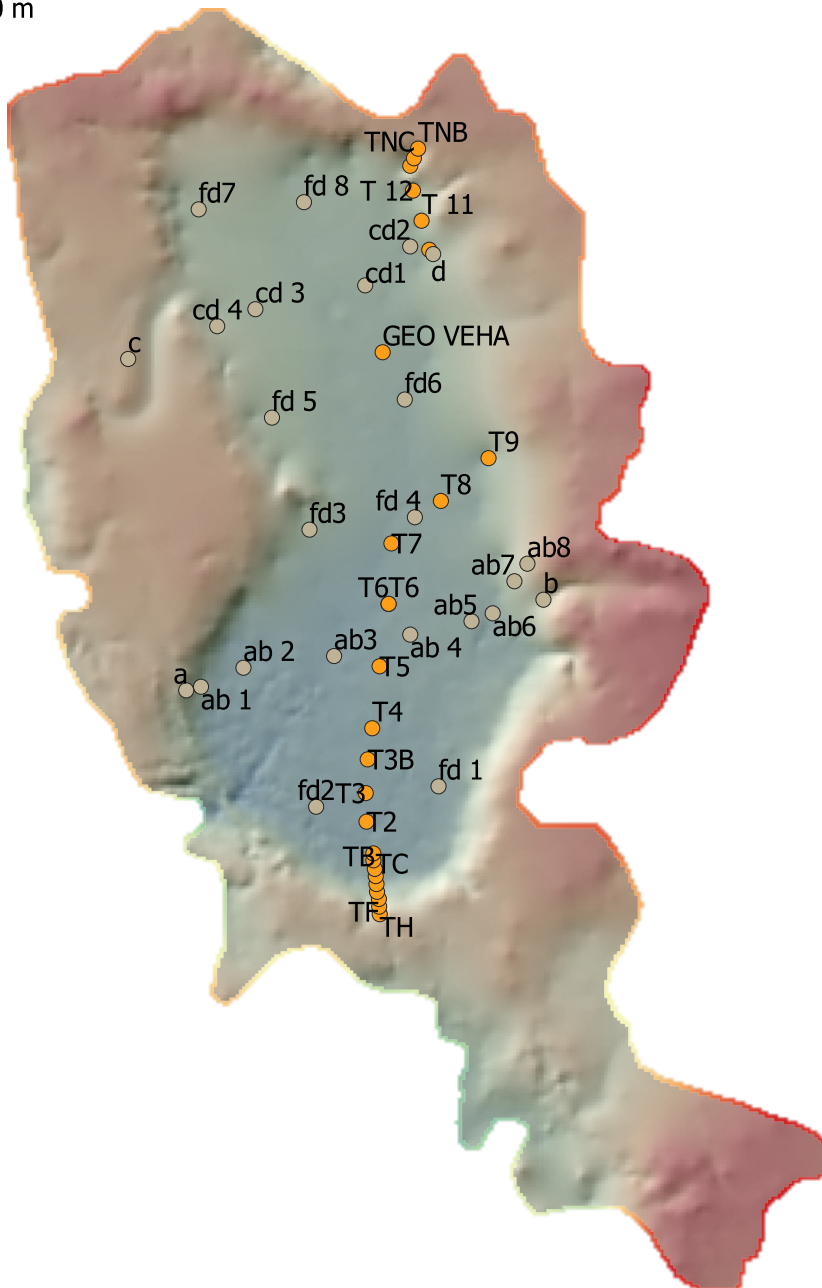 0 m
TNC TNB
fd7
fd 8
T 12
T 11
cd2
d
cd1
cd 3
cd 4
c
GEO VEHA
fd6
fd 5
T9
T8
fd 4
fd3
T7
ab8
ab7
b
T6T6
ab5
ab6
ab 4
ab3
ab 2
T5
a
ab 1
T4
T3B
fd 1
fd2
T3
T2
TB
TC
TF
TH